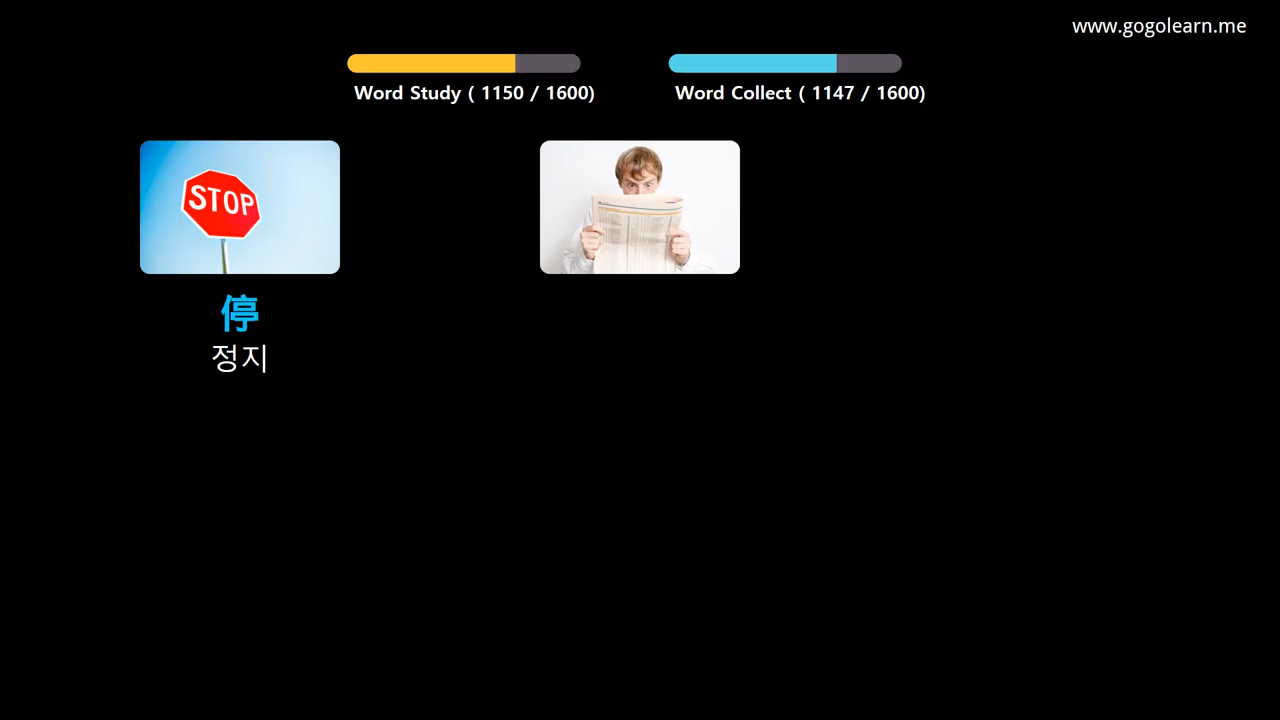 www.gogolearn.me
Word Study ( 1150 / 1600)
Word Collect ( 1147 / 1600)
STOP
停
정지